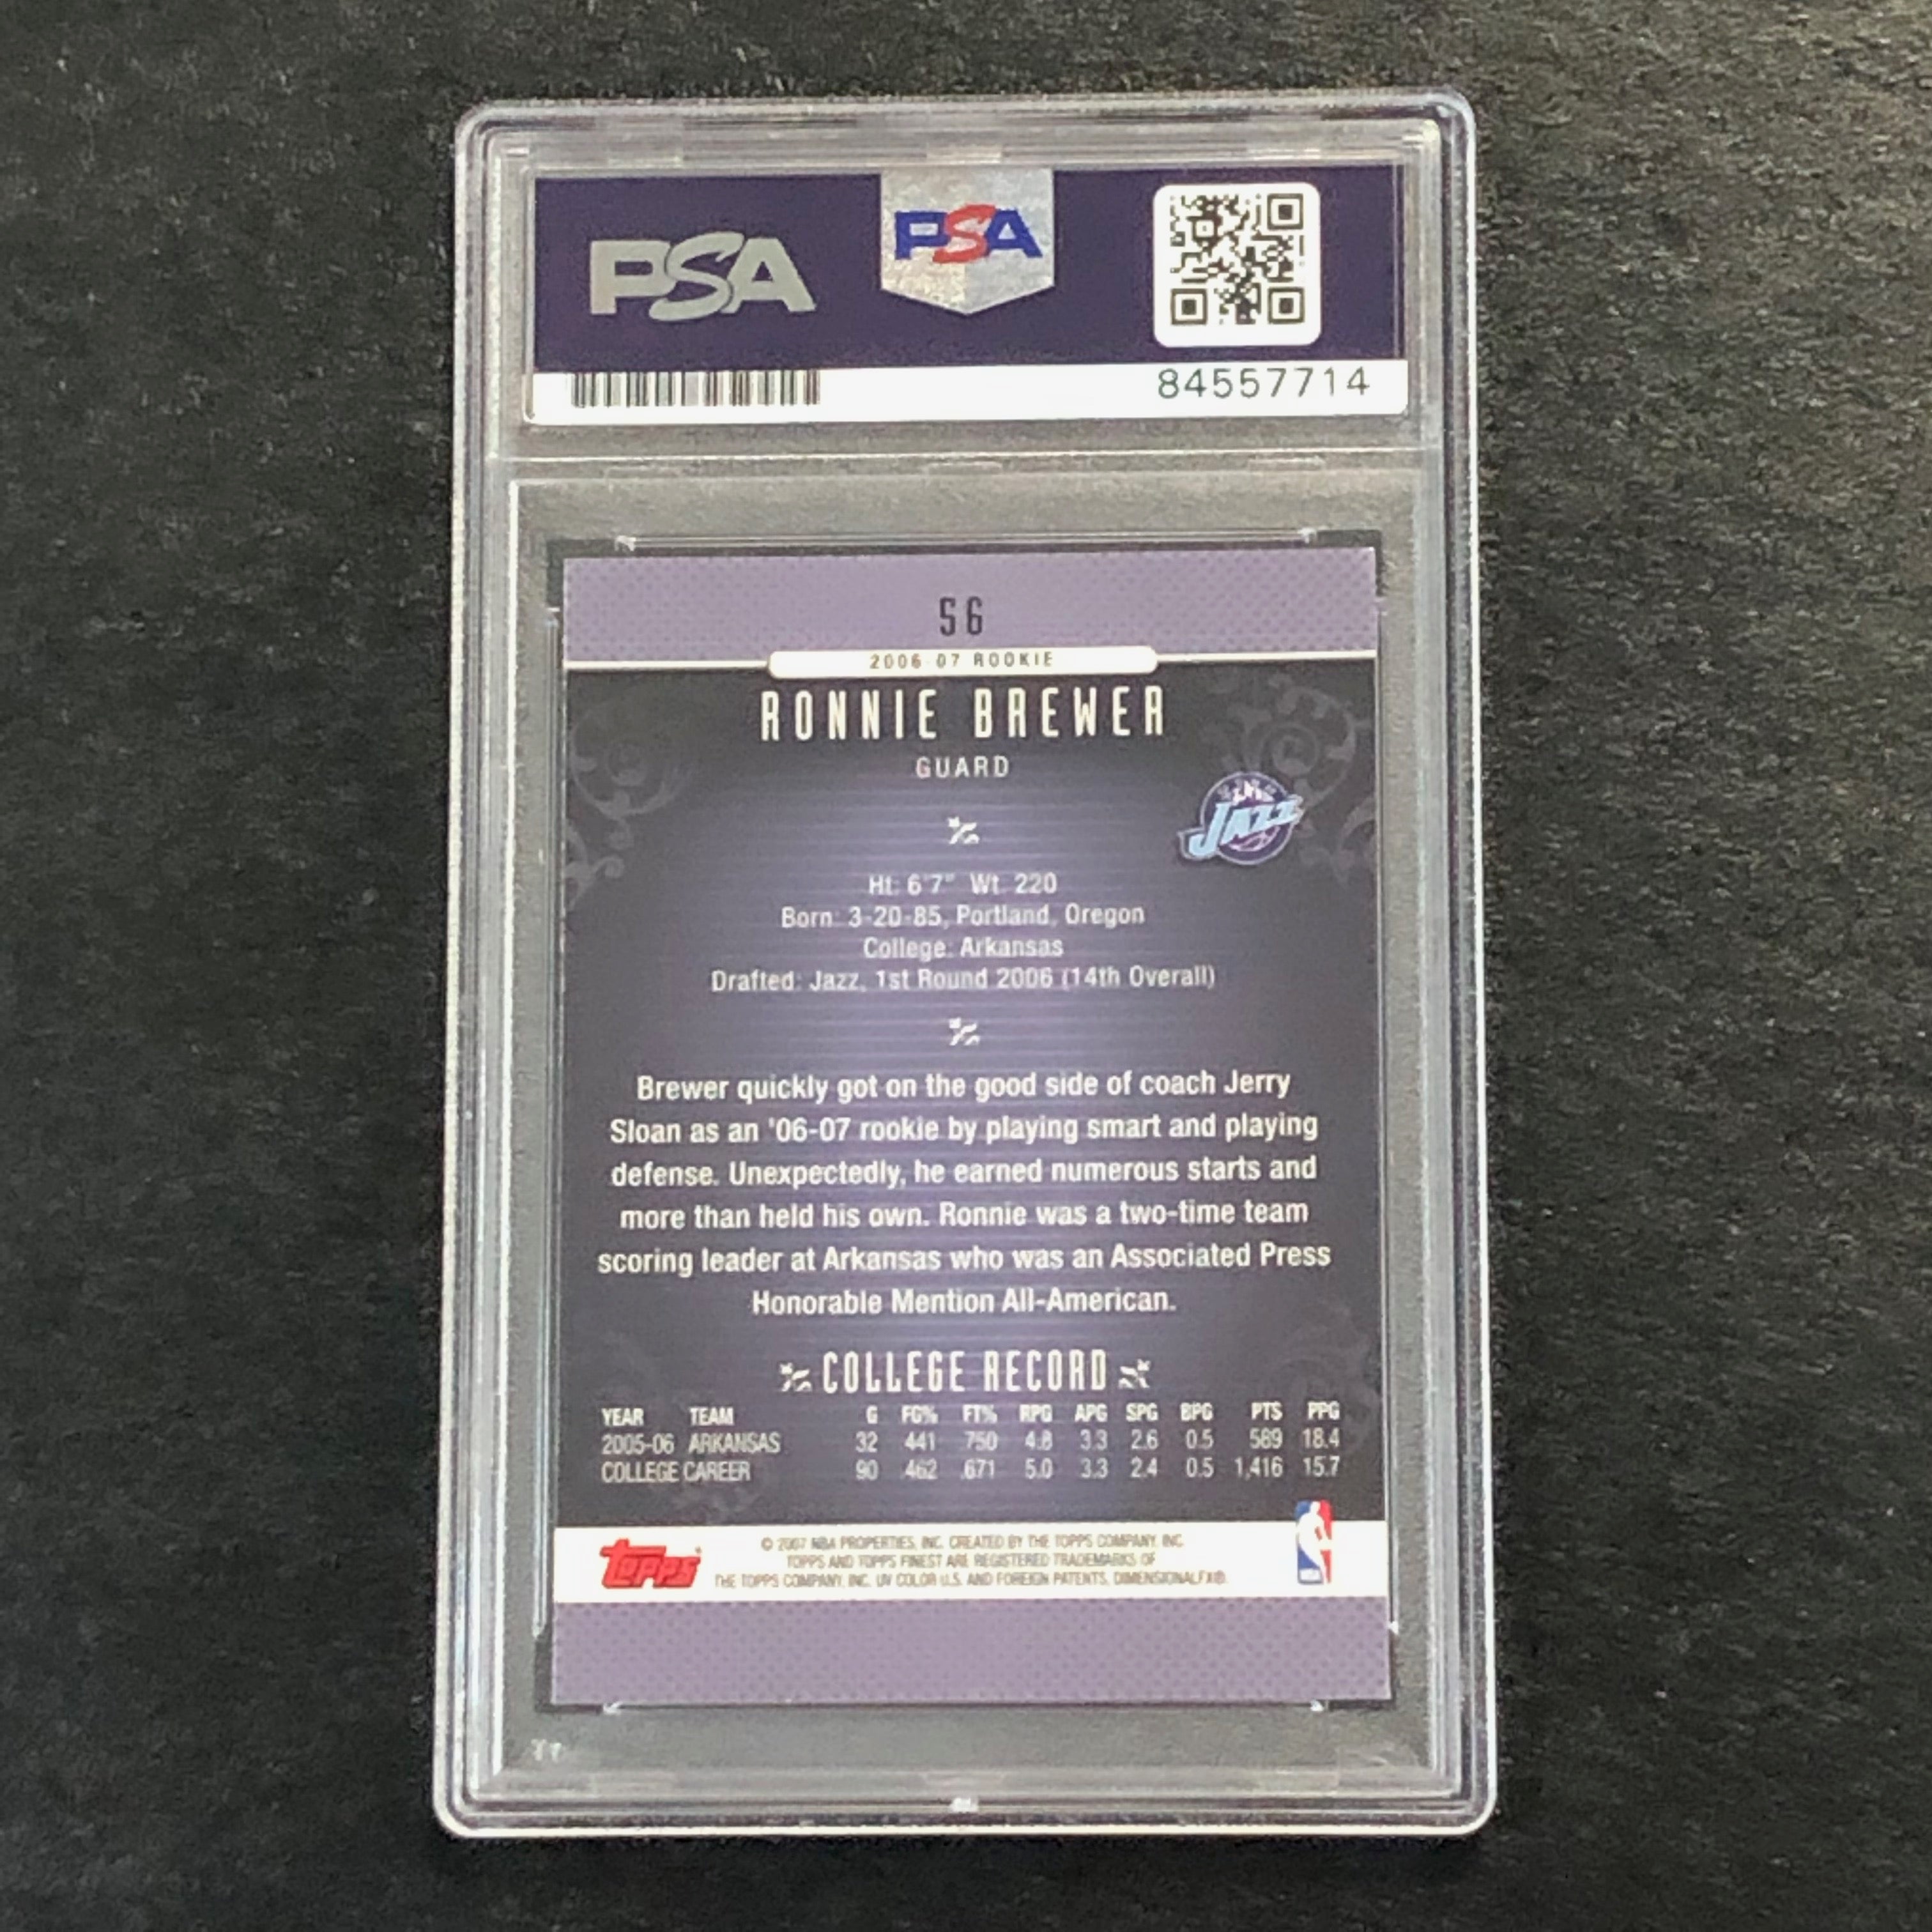 PSA
PSA
84557714
56
2006-07 ROOKIE
RONNIE BREWER
GUARD
JAZZ
Ht: 6'7" Wt: 220
Born: 3-20-85, Portland, Oregon
College: Arkansas
Drafted: Jazz, 1st Round 2006 (14th Overall)
Brewer quickly got on the good side of coach Jerry
Sloan as an '06-07 rookie by playing smart and playing
defense. Unexpectedly, he earned numerous starts and
more than held his own. Ronnie was a two-time team
scoring leader at Arkansas who was an Associated Press
Honorable Mention All-American.
COLLEGE RECORD
YEAR TEAM G FG% FT% RPG APG SPG BPG PTS PPG
2005-06 ARKANSAS 32 .441 .750 4.8 3.3 2.6 0.5 589 18.4
COLLEGE CAREER 90 .462 .671 5.0 3.3 2.4 0.5 1,416 15.7
Topps
© 2007 NBA PROPERTIES, INC. CREATED BY THE TOPPS COMPANY, INC.
TOPPS AND TOPPS FINEST ARE REGISTERED TRADEMARKS OF
THE TOPPS COMPANY, INC. UV COLOR U.S. AND FOREIGN PATENTS, DIMENSIONALFX®.